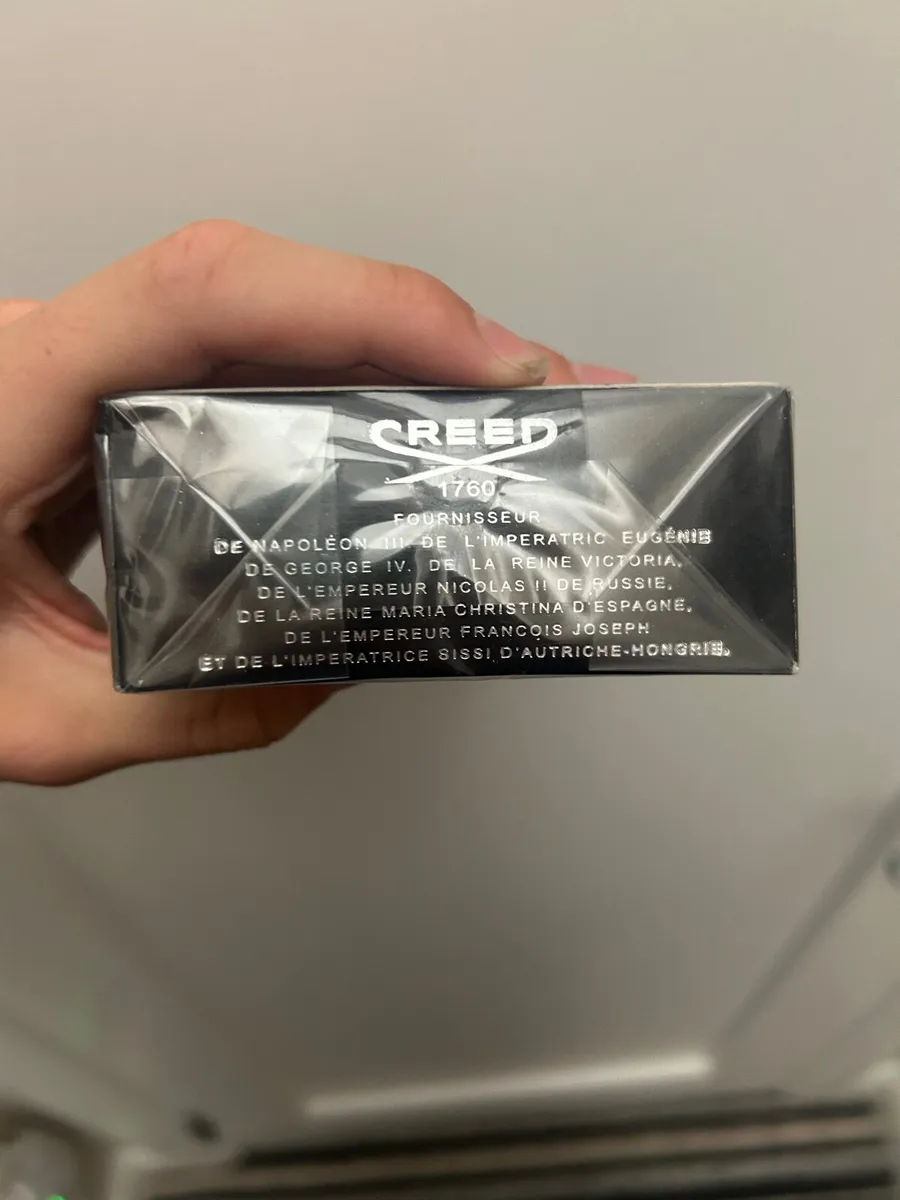 CREED
1760
FOURNISSEUR
DE NAPOLÉON III. DE L'IMPERATRIC EUGÉNIE
DE GEORGE IV. DE LA REINE VICTORIA,
DE L'EMPEREUR NICOLAS II DE RUSSIE,
DE LA REINE MARIA CHRISTINA D'ESPAGNE,
DE L'EMPEREUR FRANCOIS JOSEPH
ET DE L'IMPERATRICE SISSI D'AUTRICHE-HONGRIE.